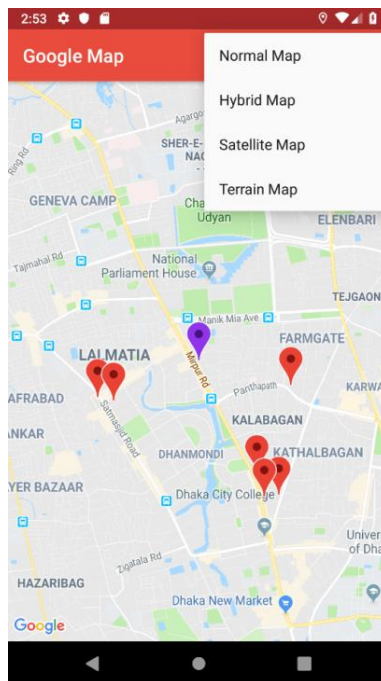 2:53
Google Map
Normal Map
Hybrid Map
Satellite Map
Terrain Map
Agargo
Ring Rd
SHER-E-
NAG
GENEVA CAMP
Cha
Udyan
ELENBARI
Tajmahal Rd
National
Parliament House
TEJGAON
Manik Mia Ave
FARMGATE
LALMATIA
Mirpur Rd
Panthapath
KARWA
AFRABAD
Satmasjid Road
KALABAGAN
ANKAR
DHANMONDI
KATHALBAGAN
YER BAZAAR
Dhaka City College
Univer
of Dha
Zigatala Rd
HAZARIBAG
Dhaka New Market
Google